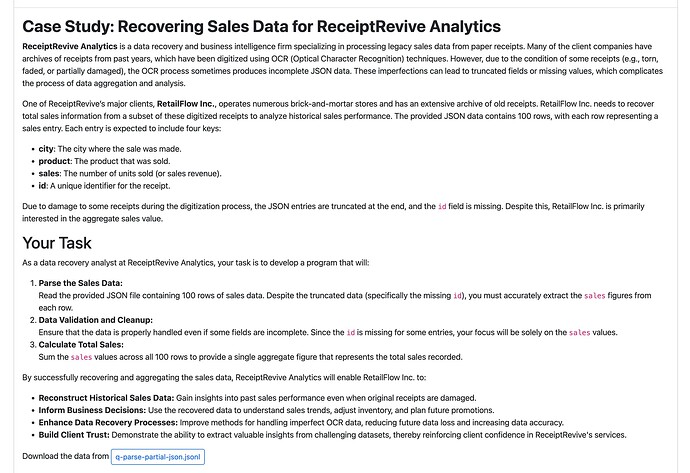 Case Study: Recovering Sales Data for ReceiptRevive Analytics
ReceiptRevive Analytics is a data recovery and business intelligence firm specializing in processing legacy sales data from paper receipts. Many of the client companies have
archives of receipts from past years, which have been digitized using OCR (Optical Character Recognition) techniques. However, due to the condition of some receipts (e.g., torn,
faded, or partially damaged), the OCR process sometimes produces incomplete JSON data. These imperfections can lead to truncated fields or missing values, which complicates
the process of data aggregation and analysis.
One of ReceiptRevive's major clients, RetailFlow Inc., operates numerous brick-and-mortar stores and has an extensive archive of old receipts. RetailFlow Inc. needs to recover
total sales information from a subset of these digitized receipts to analyze historical sales performance. The provided JSON data contains 100 rows, with each row representing a
sales entry. Each entry is expected to include four keys:
• city: The city where the sale was made.
• product: The product that was sold.
• sales: The number of units sold (or sales revenue).
• id: A unique identifier for the receipt.
Due to damage to some receipts during the digitization process, the JSON entries are truncated at the end, and the id field is missing. Despite this, RetailFlow Inc. is primarily
interested in the aggregate sales value.
Your Task
As a data recovery analyst at ReceiptRevive Analytics, your task is to develop a program that will:
1. Parse the Sales Data:
Read the provided JSON file containing 100 rows of sales data. Despite the truncated data (specifically the missing id), you must accurately extract the sales figures from
each row.
2. Data Validation and Cleanup:
Ensure that the data is properly handled even if some fields are incomplete. Since the id is missing for some entries, your focus will be solely on the sales values.
3. Calculate Total Sales:
Sum the sales values across all 100 rows to provide a single aggregate figure that represents the total sales recorded.
By successfully recovering and aggregating the sales data, ReceiptRevive Analytics will enable RetailFlow Inc. to:
• Reconstruct Historical Sales Data: Gain insights into past sales performance even when original receipts are damaged.
• Inform Business Decisions: Use the recovered data to understand sales trends, adjust inventory, and plan future promotions.
• Enhance Data Recovery Processes: Improve methods for handling imperfect OCR data, reducing future data loss and increasing data accuracy.
• Build Client Trust: Demonstrate the ability to extract valuable insights from challenging datasets, thereby reinforcing client confidence in ReceiptRevive's services.
Download the data from q-parse-partial-json.jsonl